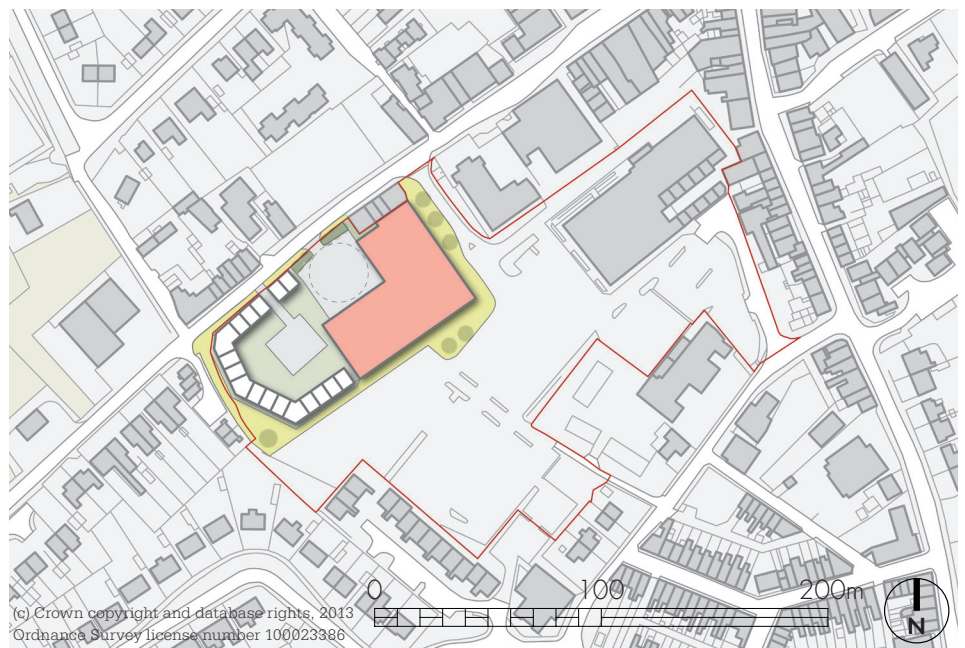 0 100 200m
(c) Crown copyright and database rights, 2013
Ordnance Survey license number 100023386
N